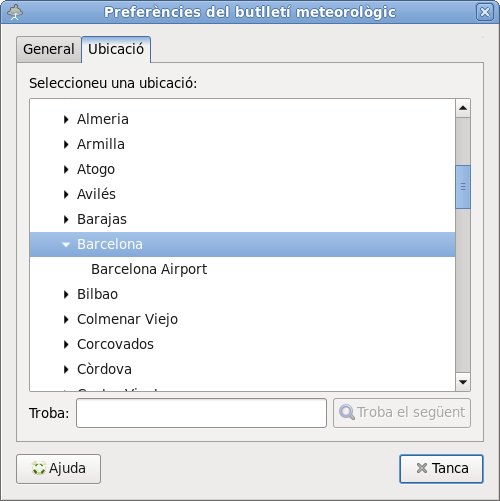 Preferències del butlletí meteorològic
General Ubicació
Seleccioneu una ubicació:
Almeria
Armilla
Atogo
Avilés
Barajas
Barcelona
Barcelona Airport
Bilbao
Colmenar Viejo
Corcovados
Còrdova
Troba: Troba el següent
Ajuda Tanca